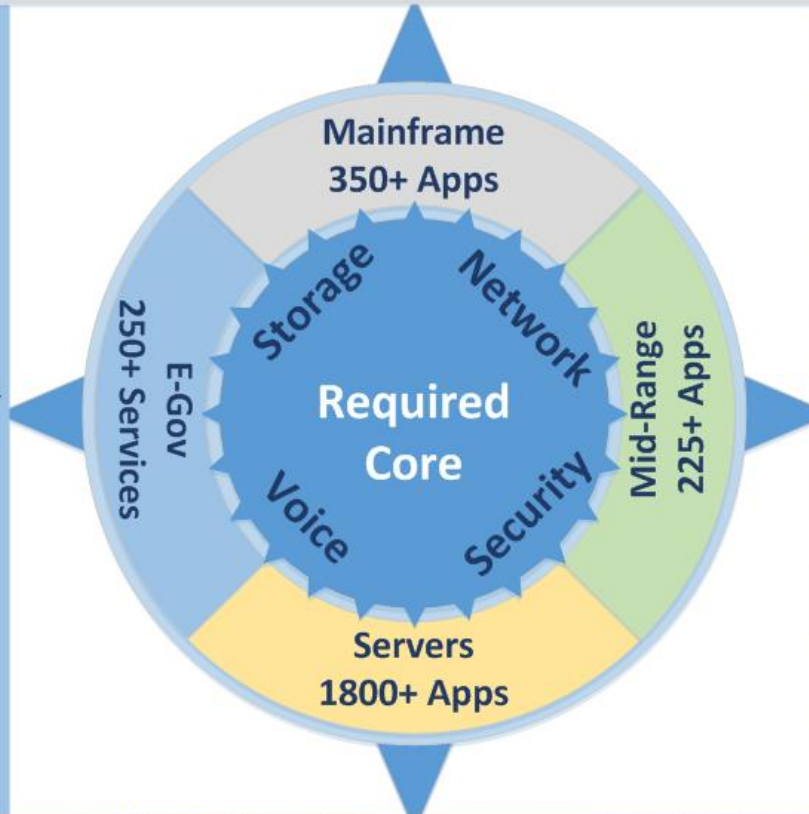 Mainframe
350+ Apps
Storage
Network
E-Gov
250+ Services
Required
Core
Mid-Range
225+ Apps
Voice
Security
Servers
1800+ Apps